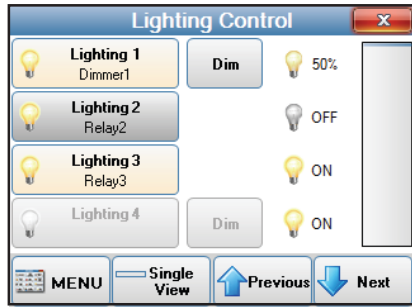 Lighting Control
X
Lighting 1
Dimmer1
Dim
50%
Lighting 2
Relay2
OFF
Lighting 3
Relay3
ON
Lighting 4
Dim
ON
MENU
Single
View
Previous
Next